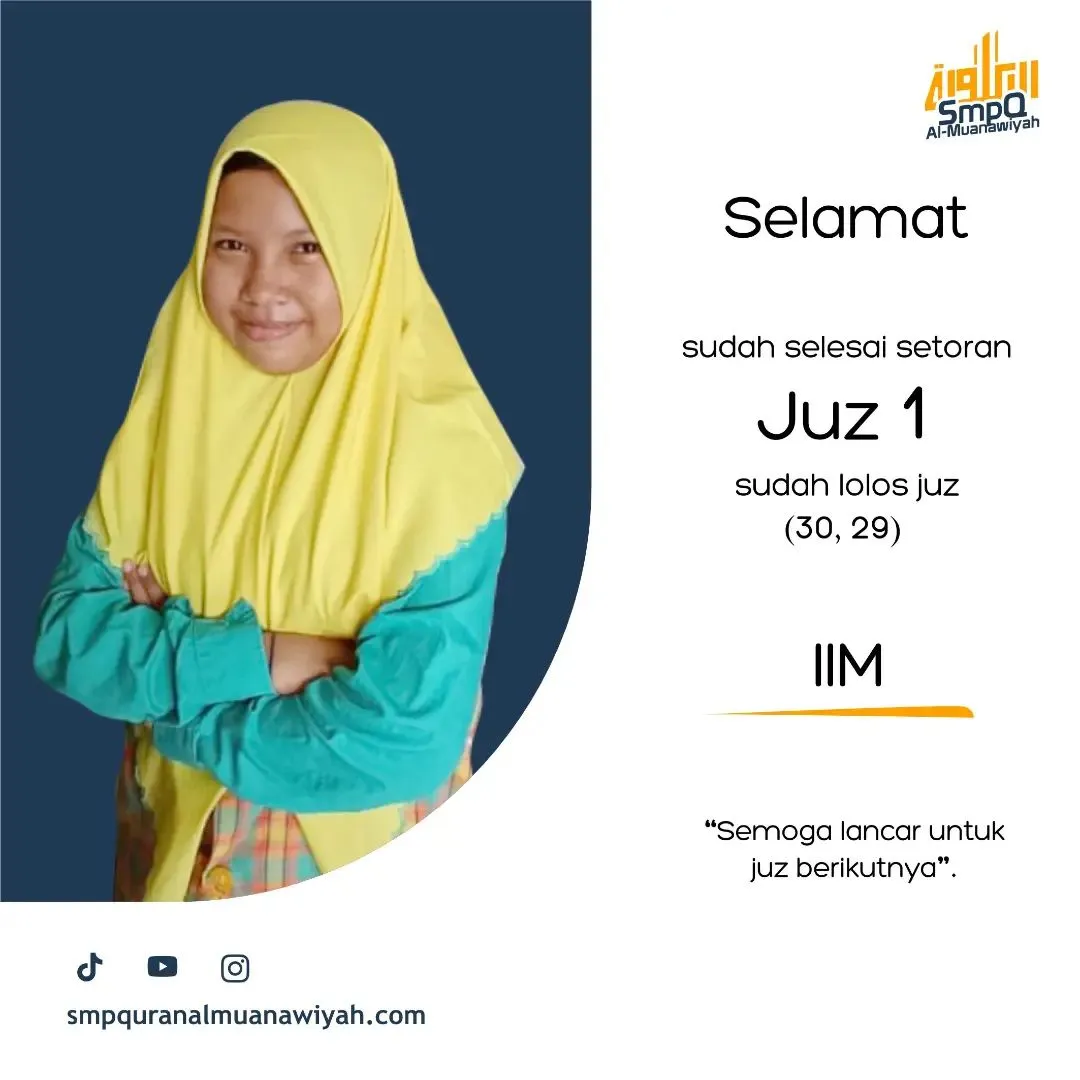 SmpQ
Al-Muanawiyah
Selamat
sudah selesai setoran
Juz 1
sudah lolos juz
(30, 29)
IIM
“Semoga lancar untuk
juz berikutnya”.
smpquranalmuanawiyah.com